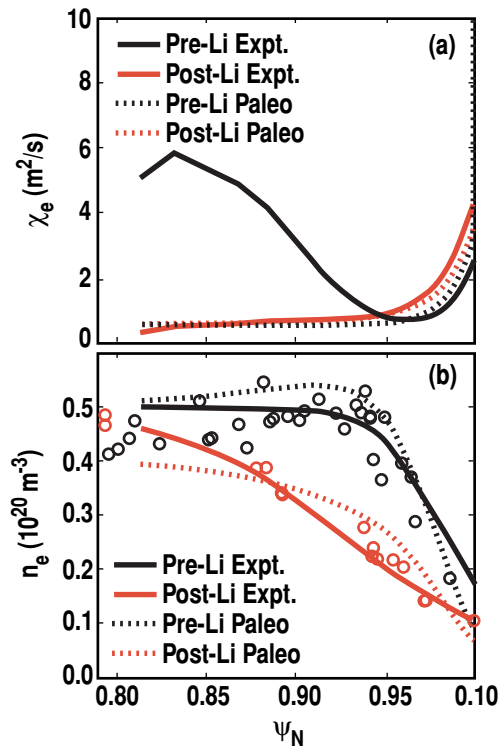 (a)
Pre-Li Expt.
Post-Li Expt.
Pre-Li Paleo
Post-Li Paleo
χe (m²/s)
10
8
6
4
2
0
(b)
ne (10²⁰ m⁻³)
0.5
0.4
0.3
0.2
0.1
0.0
Pre-Li Expt.
Post-Li Expt.
Pre-Li Paleo
Post-Li Paleo
0.80 0.85 0.90 0.95 0.10
ΨN